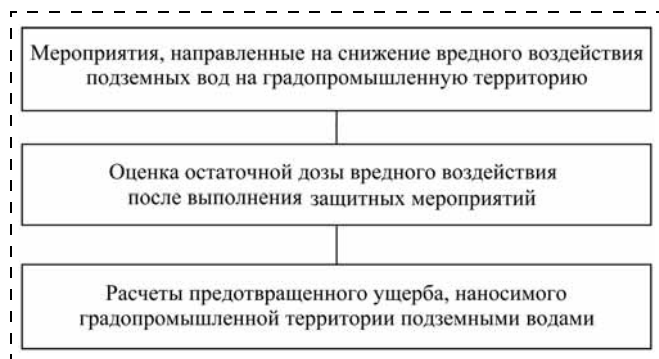 Мероприятия, направленные на снижение вредного воздействия
подземных вод на градопромышленную территорию
Оценка остаточной дозы вредного воздействия
после выполнения защитных мероприятий
Расчеты предотвращенного ущерба, наносимого
градопромышленной территории подземными водами